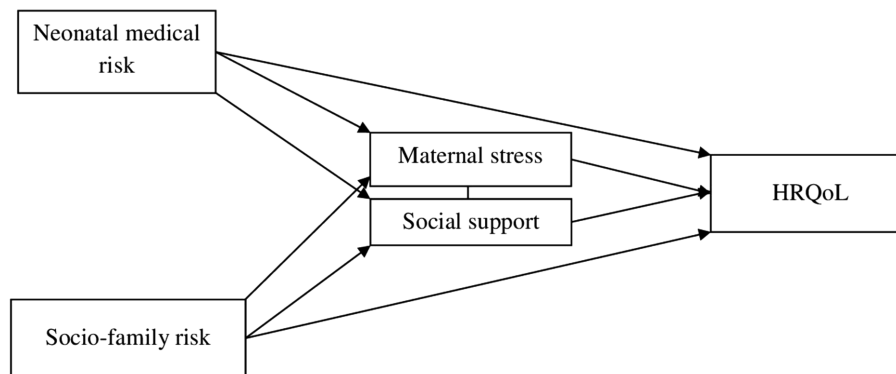 Neonatal medical
risk
Maternal stress
Social support
HRQoL
Socio-family risk